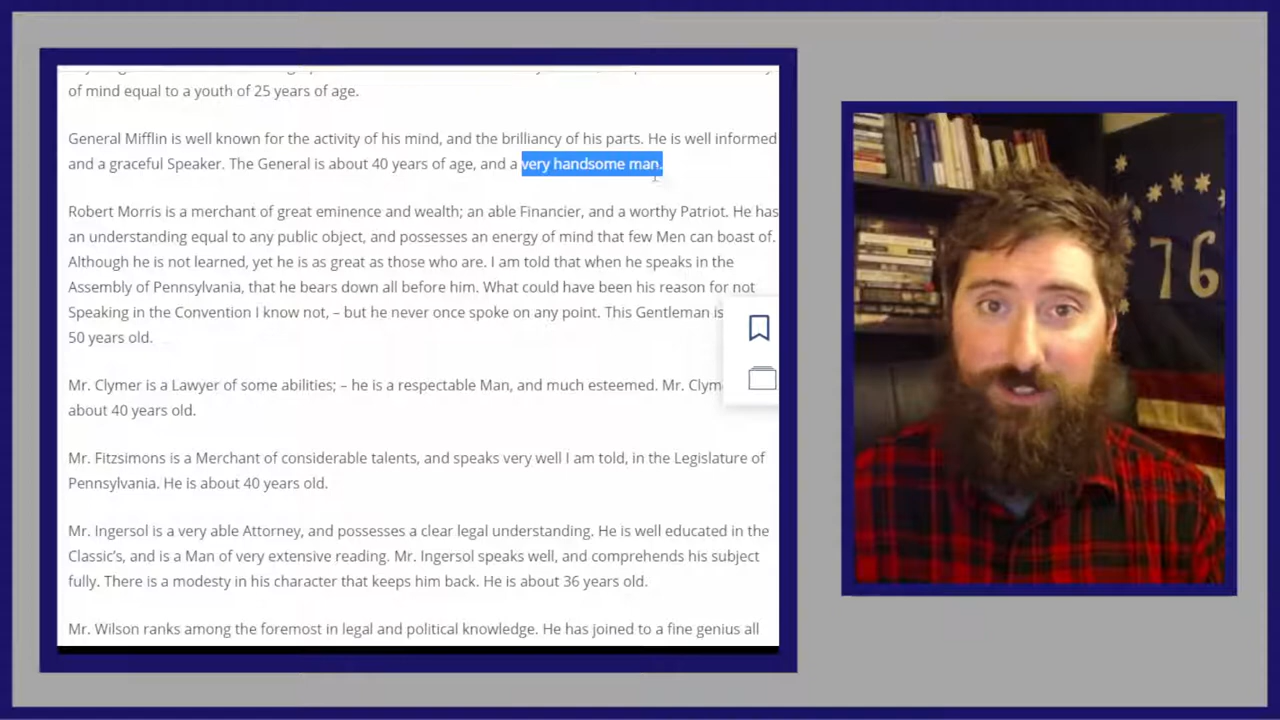 of mind equal to a youth of 25 years of age.
General Mifflin is well known for the activity of his mind, and the brilliancy of his parts. He is well informed
and a graceful Speaker. The General is about 40 years of age, and a very handsome man.
Robert Morris is a merchant of great eminence and wealth; an able Financier, and a worthy Patriot. He has
an understanding equal to any public object, and possesses an energy of mind that few Men can boast of.
Although he is not learned, yet he is as great as those who are. I am told that when he speaks in the
Assembly of Pennsylvania, that he bears down all before him. What could have been his reason for not
Speaking in the Convention I know not, – but he never once spoke on any point. This Gentleman is
50 years old.
Mr. Clymer is a Lawyer of some abilities; – he is a respectable Man, and much esteemed. Mr. Clym
about 40 years old.
Mr. Fitzsimons is a Merchant of considerable talents, and speaks very well I am told, in the Legislature of
Pennsylvania. He is about 40 years old.
Mr. Ingersol is a very able Attorney, and possesses a clear legal understanding. He is well educated in the
Classic's, and is a Man of very extensive reading. Mr. Ingersol speaks well, and comprehends his subject
fully. There is a modesty in his character that keeps him back. He is about 36 years old.
Mr. Wilson ranks among the foremost in legal and political knowledge. He has joined to a fine genius all
76